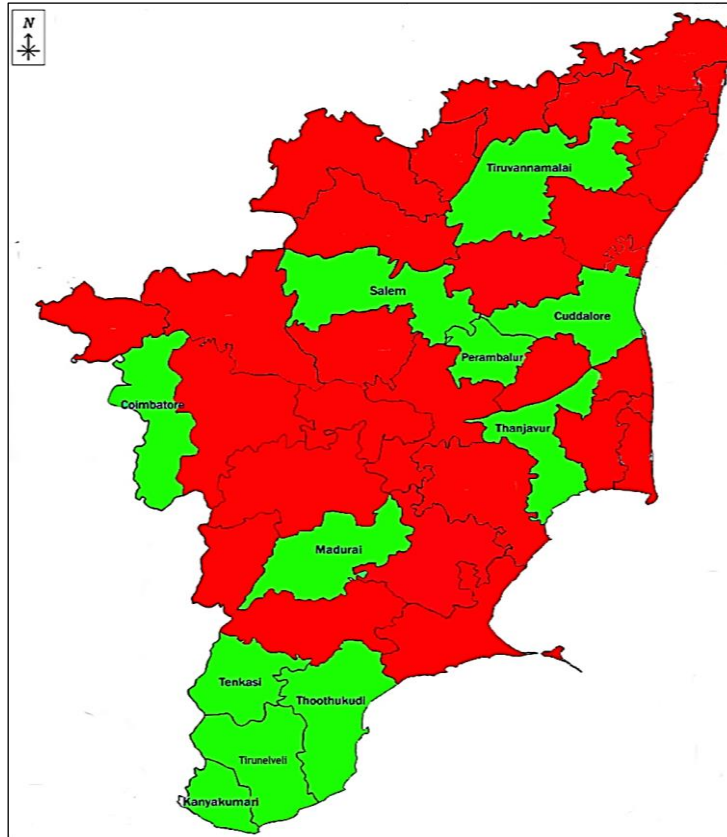 N
Tiruvannamalai
Salem
Cuddalore
Perambalur
Coimbatore
Thanjavur
Madurai
Tenkasi
Thoothukudi
Tirunelveli
Kanyakumari